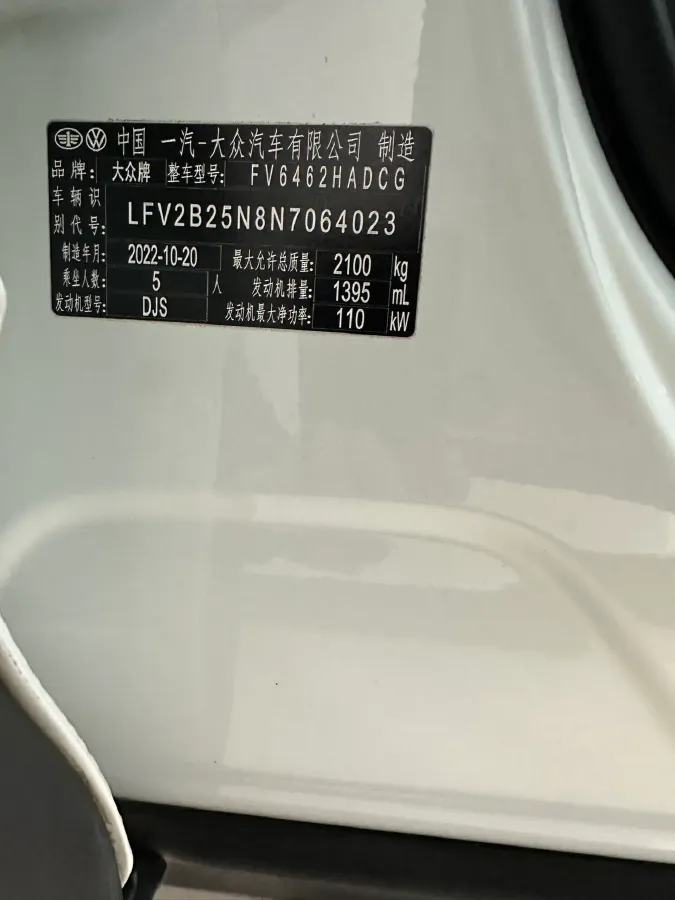 中国 一汽-大众汽车有限公司 制造
品牌: 大众牌 整车型号: FV6462HADCG
车辆识别代号: LFV2B25N8N7064023
制造年月: 2022-10-20 最大允许总质量: 2100 kg
乘坐人数: 5 人 发动机排量: 1395 mL
发动机型号: DJS 发动机最大净功率: 110 kW